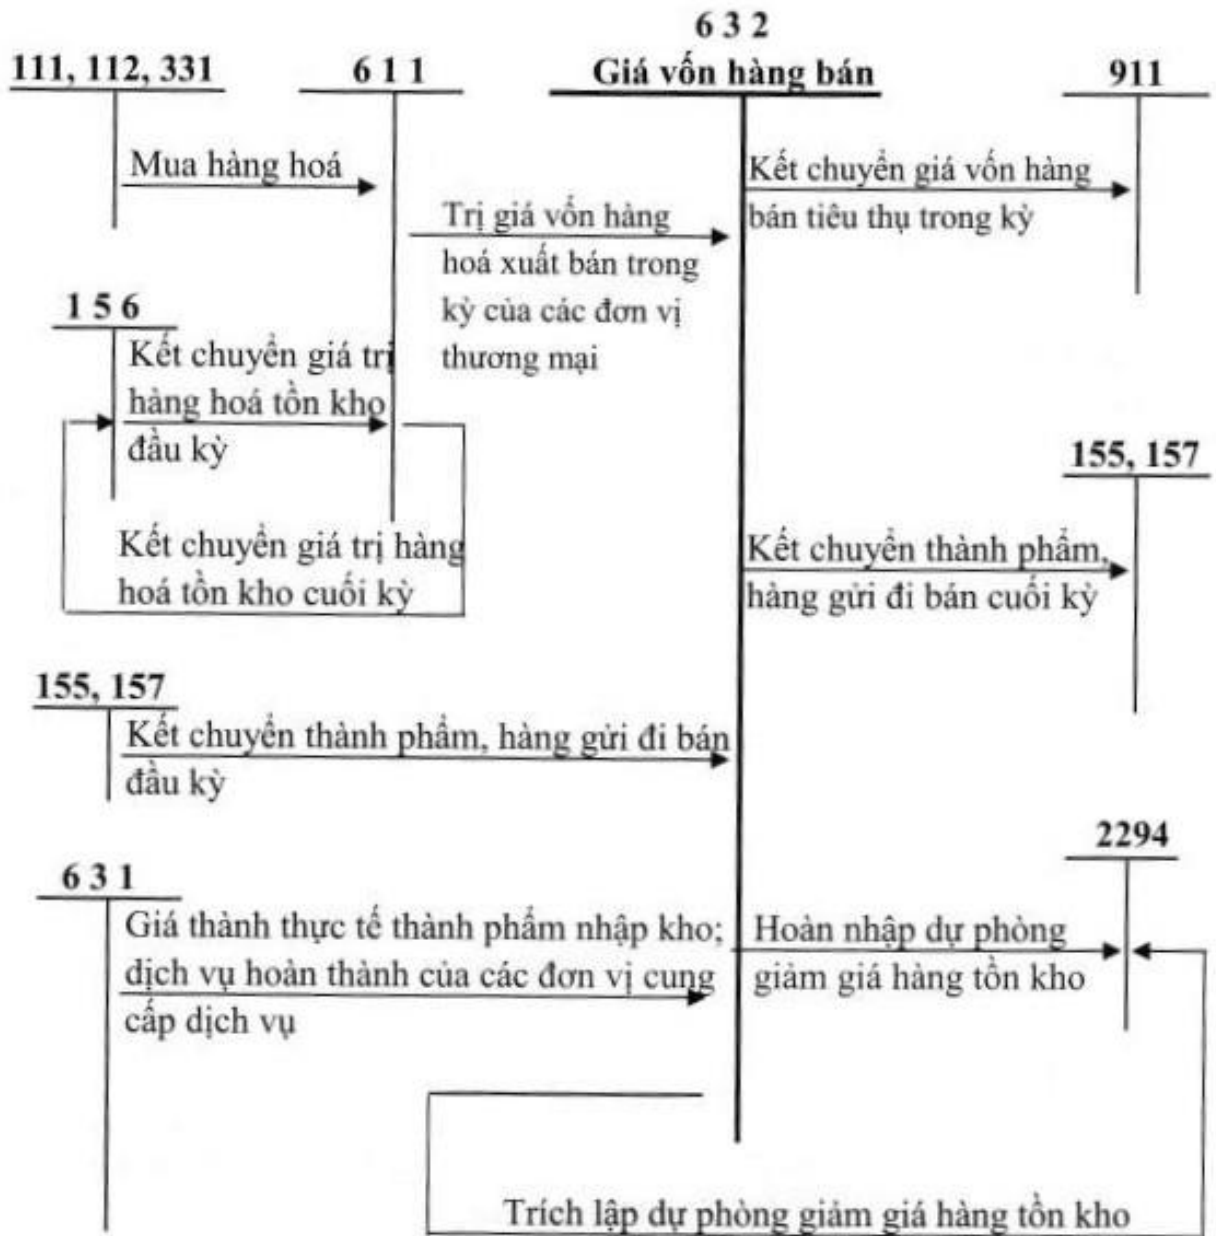 6 3 2
111, 112, 331
6 1 1
Giá vốn hàng bán
911
Mua hàng hoá
Kết chuyển giá vốn hàng
bán tiêu thụ trong kỳ
Trị giá vốn hàng
hoá xuất bán trong
kỳ của các đơn vị
thương mại
1 5 6
Kết chuyển giá trị
hàng hoá tồn kho
đầu kỳ
155, 157
Kết chuyển giá trị hàng
hoá tồn kho cuối kỳ
Kết chuyển thành phẩm,
hàng gửi đi bán cuối kỳ
155, 157
Kết chuyển thành phẩm, hàng gửi đi bán
đầu kỳ
2294
6 3 1
Giá thành thực tế thành phẩm nhập kho;
dịch vụ hoàn thành của các đơn vị cung
cấp dịch vụ
Hoàn nhập dự phòng
giảm giá hàng tồn kho
Trích lập dự phòng giảm giá hàng tồn kho